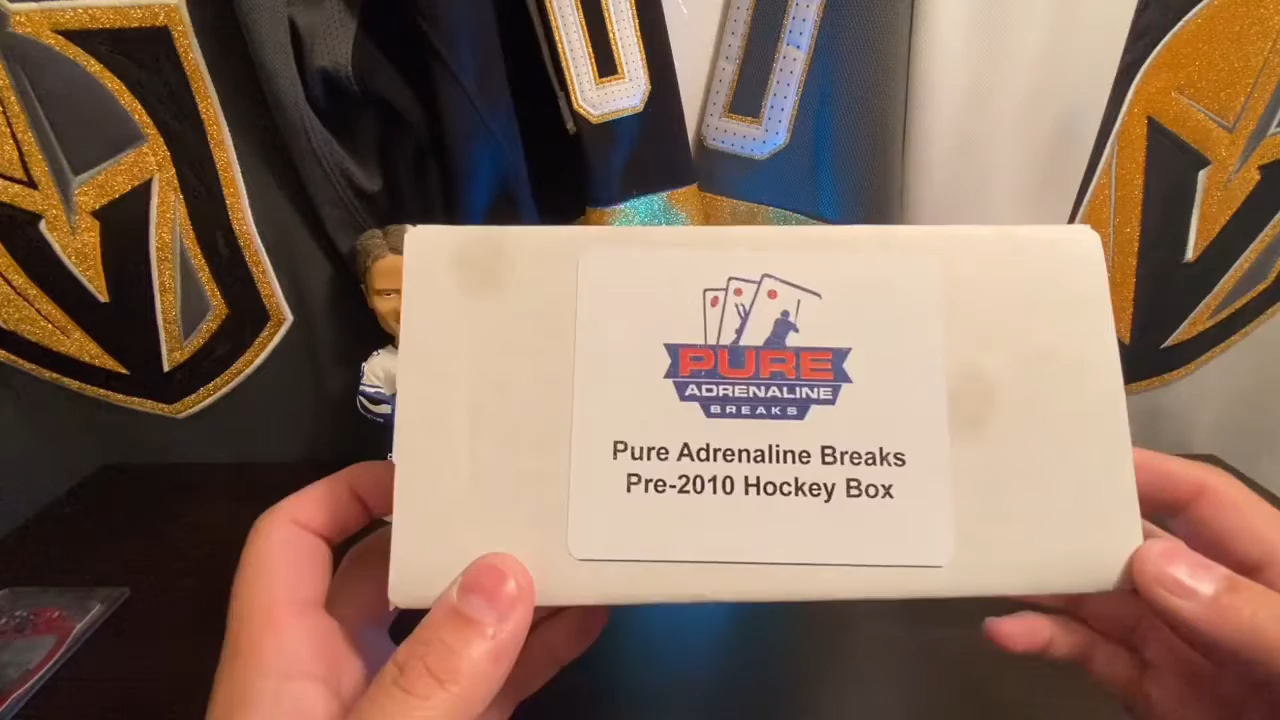 PURE
ADRENALINE
BREAKS
Pure Adrenaline Breaks
Pre-2010 Hockey Box